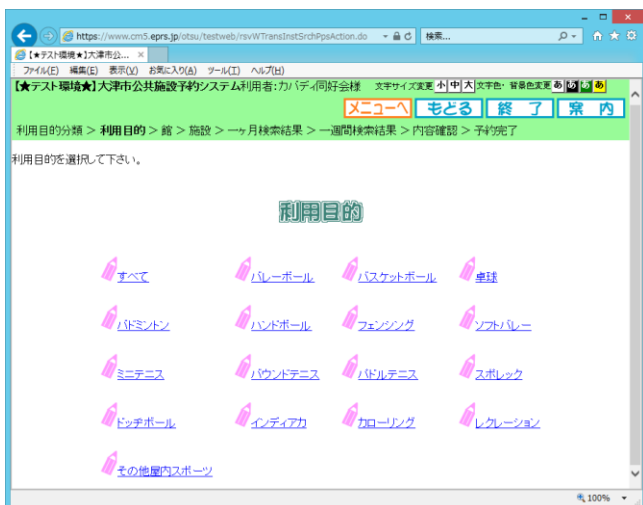 https://www.cm5.eprs.jp/otsu/testweb/rsvWTransInstSrchPpsAction.do 検索...
【★テスト環境★】大津市公... ×
ファイル(F) 編集(E) 表示(V) お気に入り(A) ツール(T) ヘルプ(H)
【★テスト環境★】大津市公共施設予約システム利用者:カバディ同好会様 文字サイズ変更 小 中 大 文字色・背景色変更 あ あ あ あ
メニューへ もどる 終 了 案 内
利用目的分類 > 利用目的 > 館 > 施設 > 一ヶ月検索結果 > 一週間検索結果 > 内容確認 > 予約完了
利用目的を選択して下さい。
利用目的
すべて バレーボール バスケットボール 卓球
バドミントン ハンドボール フェンシング ソフトバレー
ミニテニス バウンドテニス パドルテニス スポレック
ドッヂボール インディアカ カローリング レクレーション
その他屋内スポーツ
100%